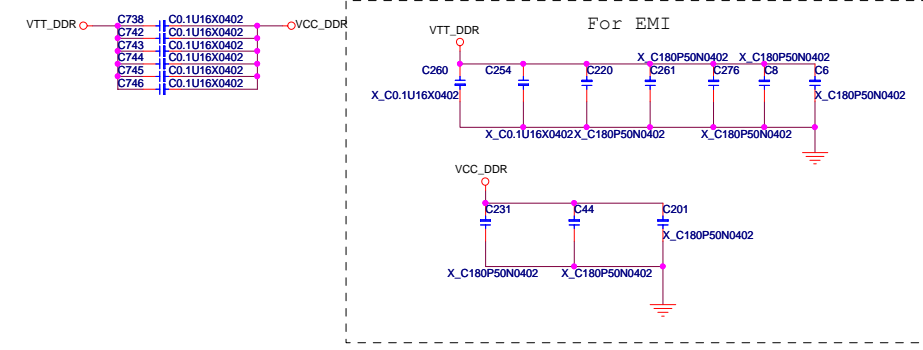 VTT_DDR
C738 C0.1U16X0402
VCC_DDR
C742 C0.1U16X0402
C743 C0.1U16X0402
C744 C0.1U16X0402
C745 C0.1U16X0402
C746 C0.1U16X0402
For EMI
VTT_DDR
X_C180P50N0402 X_C180P50N0402
C260 C254 C220 C261 C276 C8 C6
X_C0.1U16X0402 X_C180P50N0402
X_C0.1U16X0402 X_C180P50N0402 X_C180P50N0402
VCC_DDR
C231 C44 C201
X_C180P50N0402
X_C180P50N0402 X_C180P50N0402